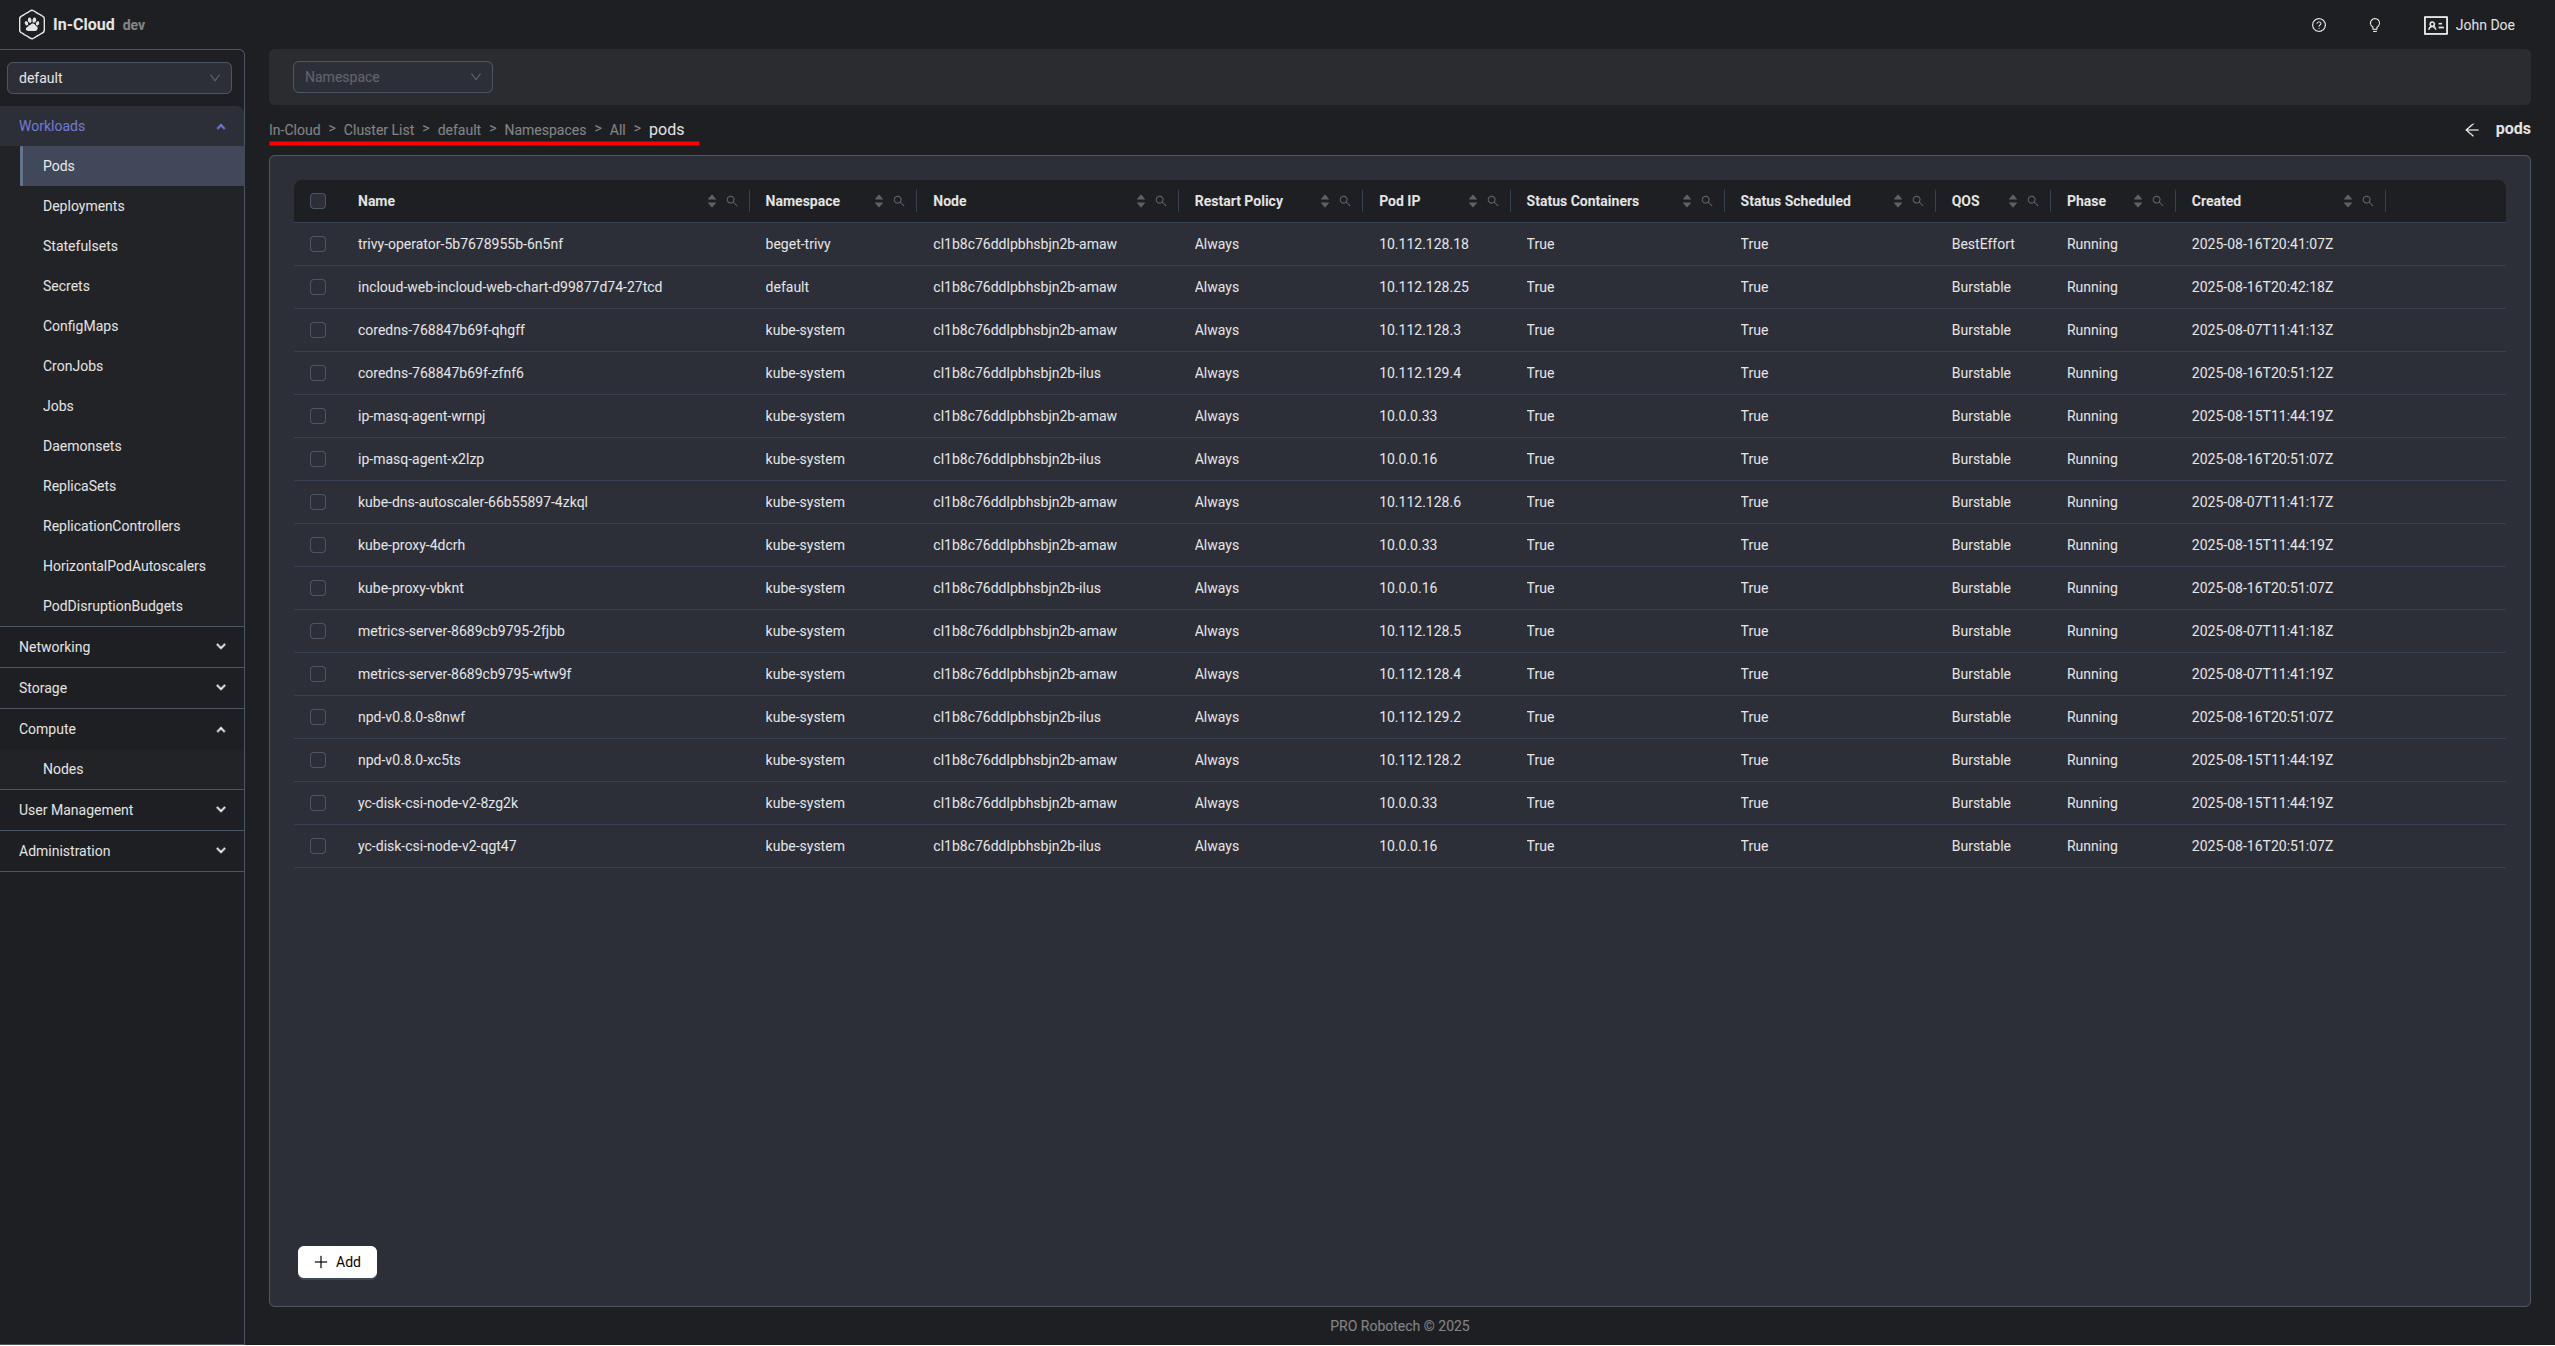 In-Cloud dev
John Doe
default
Namespace
Workloads
Pods
Deployments
Statefulsets
Secrets
ConfigMaps
CronJobs
Jobs
Daemonsets
ReplicaSets
ReplicationControllers
HorizontalPodAutoscalers
PodDisruptionBudgets
Networking
Storage
Compute
Nodes
User Management
Administration
In-Cloud > Cluster List > default > Namespaces > All > pods
pods
Name Namespace Node Restart Policy Pod IP Status Containers Status Scheduled QOS Phase Created
trivy-operator-5b7678955b-6n5nf beget-trivy cl1b8c76ddlpbhsbjn2b-amaw Always 10.112.128.18 True True BestEffort Running 2025-08-16T20:41:07Z
incloud-web-incloud-web-chart-d99877d74-27tcd default cl1b8c76ddlpbhsbjn2b-amaw Always 10.112.128.25 True True Burstable Running 2025-08-16T20:42:18Z
coredns-768847b69f-qhgff kube-system cl1b8c76ddlpbhsbjn2b-amaw Always 10.112.128.3 True True Burstable Running 2025-08-07T11:41:13Z
coredns-768847b69f-zfnf6 kube-system cl1b8c76ddlpbhsbjn2b-ilus Always 10.112.129.4 True True Burstable Running 2025-08-16T20:51:12Z
ip-masq-agent-wrnpj kube-system cl1b8c76ddlpbhsbjn2b-amaw Always 10.0.0.33 True True Burstable Running 2025-08-15T11:44:19Z
ip-masq-agent-x2lzp kube-system cl1b8c76ddlpbhsbjn2b-ilus Always 10.0.0.16 True True Burstable Running 2025-08-16T20:51:07Z
kube-dns-autoscaler-66b55897-4zkql kube-system cl1b8c76ddlpbhsbjn2b-amaw Always 10.112.128.6 True True Burstable Running 2025-08-07T11:41:17Z
kube-proxy-4dcrh kube-system cl1b8c76ddlpbhsbjn2b-amaw Always 10.0.0.33 True True Burstable Running 2025-08-15T11:44:19Z
kube-proxy-vbknt kube-system cl1b8c76ddlpbhsbjn2b-ilus Always 10.0.0.16 True True Burstable Running 2025-08-16T20:51:07Z
metrics-server-8689cb9795-2fjbb kube-system cl1b8c76ddlpbhsbjn2b-amaw Always 10.112.128.5 True True Burstable Running 2025-08-07T11:41:18Z
metrics-server-8689cb9795-wtw9f kube-system cl1b8c76ddlpbhsbjn2b-amaw Always 10.112.128.4 True True Burstable Running 2025-08-07T11:41:19Z
npd-v0.8.0-s8nwf kube-system cl1b8c76ddlpbhsbjn2b-ilus Always 10.112.129.2 True True Burstable Running 2025-08-16T20:51:07Z
npd-v0.8.0-xc5ts kube-system cl1b8c76ddlpbhsbjn2b-amaw Always 10.112.128.2 True True Burstable Running 2025-08-15T11:44:19Z
yc-disk-csi-node-v2-8zg2k kube-system cl1b8c76ddlpbhsbjn2b-amaw Always 10.0.0.33 True True Burstable Running 2025-08-15T11:44:19Z
yc-disk-csi-node-v2-qgt47 kube-system cl1b8c76ddlpbhsbjn2b-ilus Always 10.0.0.16 True True Burstable Running 2025-08-16T20:51:07Z
+ Add
PRO Robotech © 2025